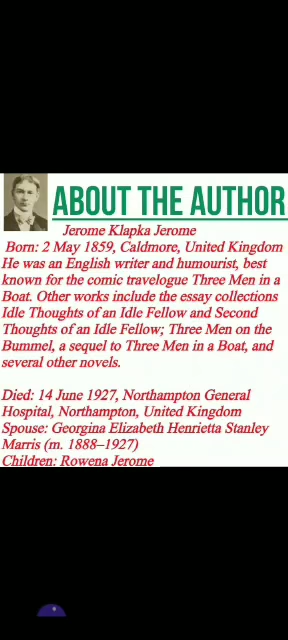 ABOUT THE AUTHOR
Jerome Klapka Jerome
Born: 2 May 1859, Caldmore, United Kingdom
He was an English writer and humourist, best
known for the comic travelogue Three Men in a
Boat. Other works include the essay collections
Idle Thoughts of an Idle Fellow and Second
Thoughts of an Idle Fellow; Three Men on the
Bummel, a sequel to Three Men in a Boat, and
several other novels.
Died: 14 June 1927, Northampton General
Hospital, Northampton, United Kingdom
Spouse: Georgina Elizabeth Henrietta Stanley
Marris (m. 1888–1927)
Children: Rowena Jerome